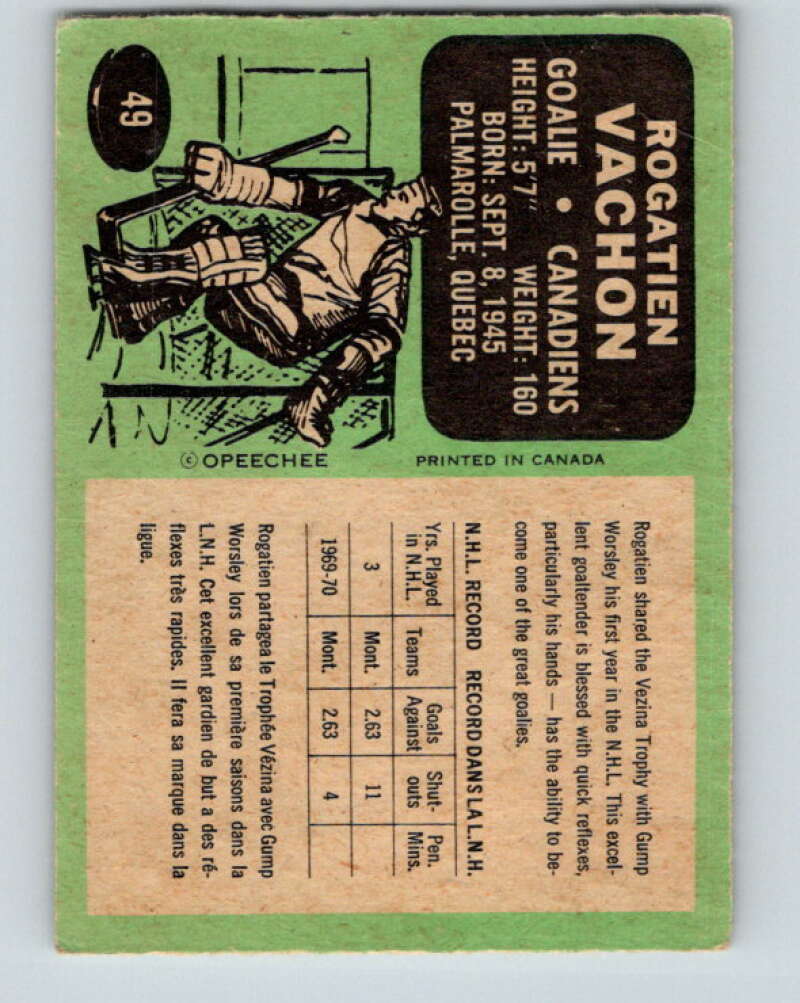 49
ROGATIEN
VACHON
GOALIE • CANADIENS
HEIGHT: 5'7" WEIGHT: 160
BORN: SEPT. 8, 1945
PALMAROLLE, QUEBEC
© OPEECHEE PRINTED IN CANADA
Rogatien shared the Vezina Trophy with Gump
Worsley his first year in the N.H.L. This excel-
lent goaltender is blessed with quick reflexes,
particularly his hands — has the ability to be-
come one of the great goalies.
N.H.L. RECORD RECORD DANS LA L.N.H.
Yrs. Played Goals Shut- Pen.
in N.H.L. Teams Against outs Mins.
3 Mont. 2.63 11
1969-70 Mont. 2.63 4
Rogatien partagea le Trophée Vézina avec Gump
Worsley lors de sa première saisons dans la
L.N.H. Cet excellent gardien de but a des ré-
flexes très rapides. Il fera sa marque dans la
ligue.